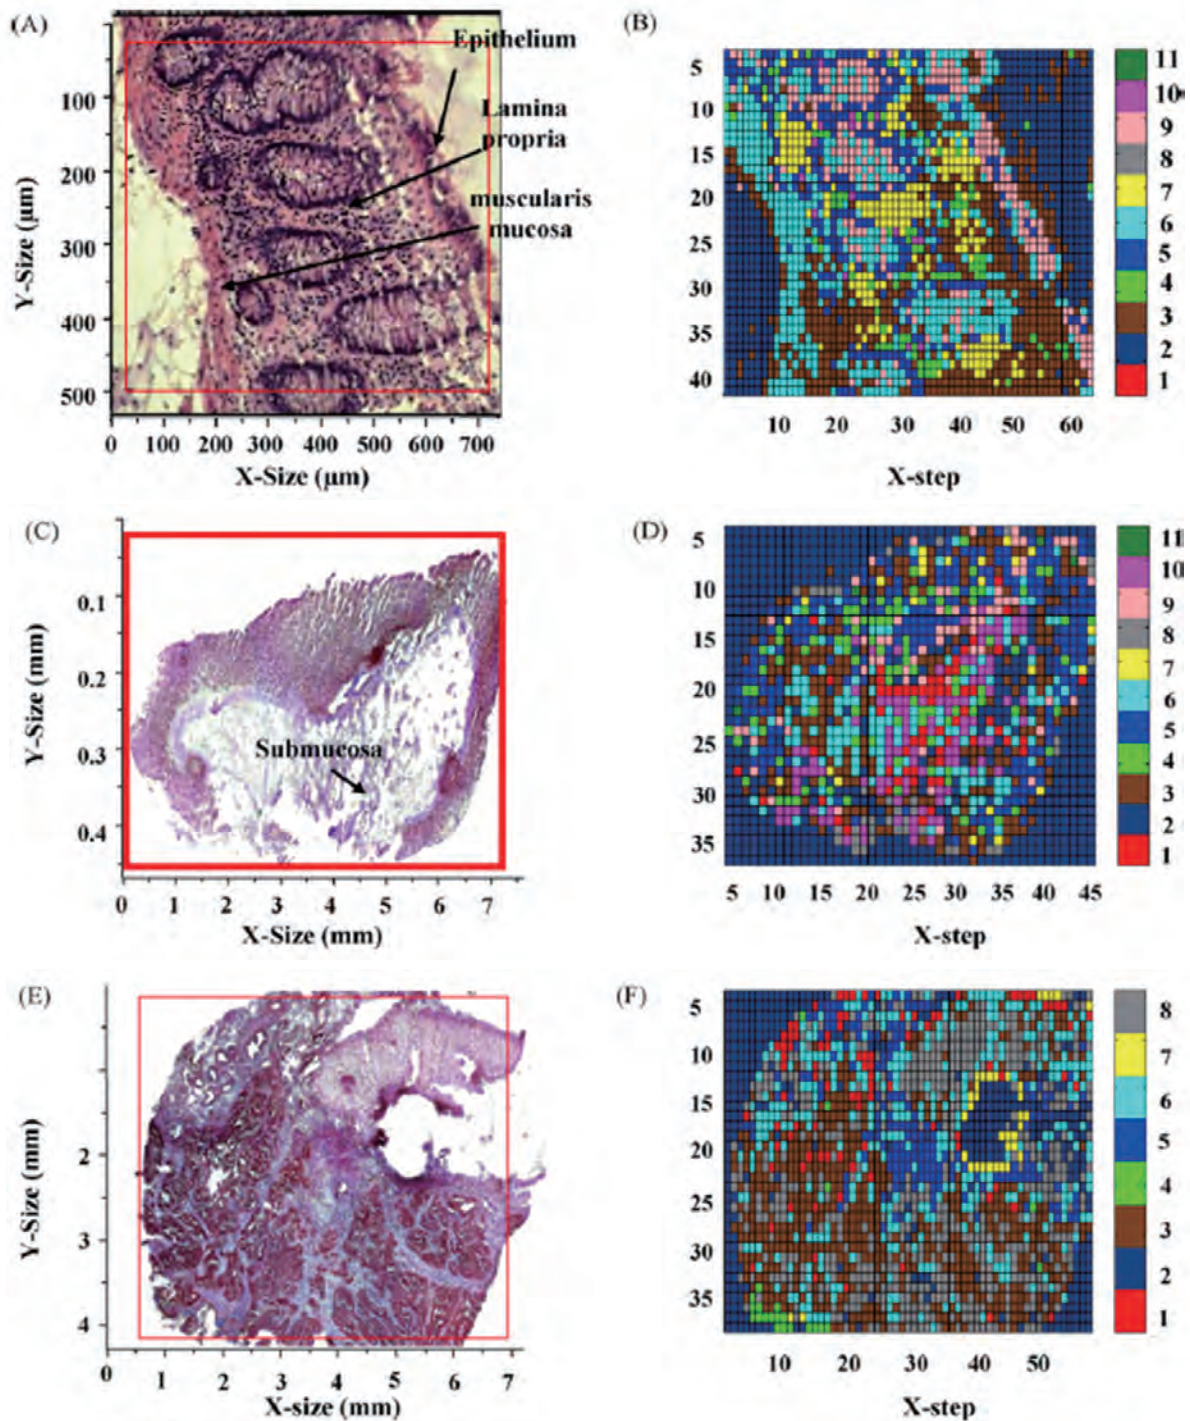 (A)
Epithelium
Lamina
propria
muscularis
mucosa
100
200
300
400
500
Y-Size (µm)
0 100 200 300 400 500 600 700
X-Size (µm)
(B)
5
10
15
20
25
30
35
40
10 20 30 40 50 60
X-step
11
10
9
8
7
6
5
4
3
2
1
(C)
0.1
0.2
0.3
0.4
Y-Size (mm)
Submucosa
0 1 2 3 4 5 6 7
X-Size (mm)
(D)
5
10
15
20
25
30
35
5 10 15 20 25 30 35 40 45
X-step
11
10
9
8
7
6
5
4
3
2
1
(E)
1
2
3
4
Y-Size (mm)
0 1 2 3 4 5 6 7
X-size (mm)
(F)
5
10
15
20
25
30
35
10 20 30 40 50
X-step
8
7
6
5
4
3
2
1